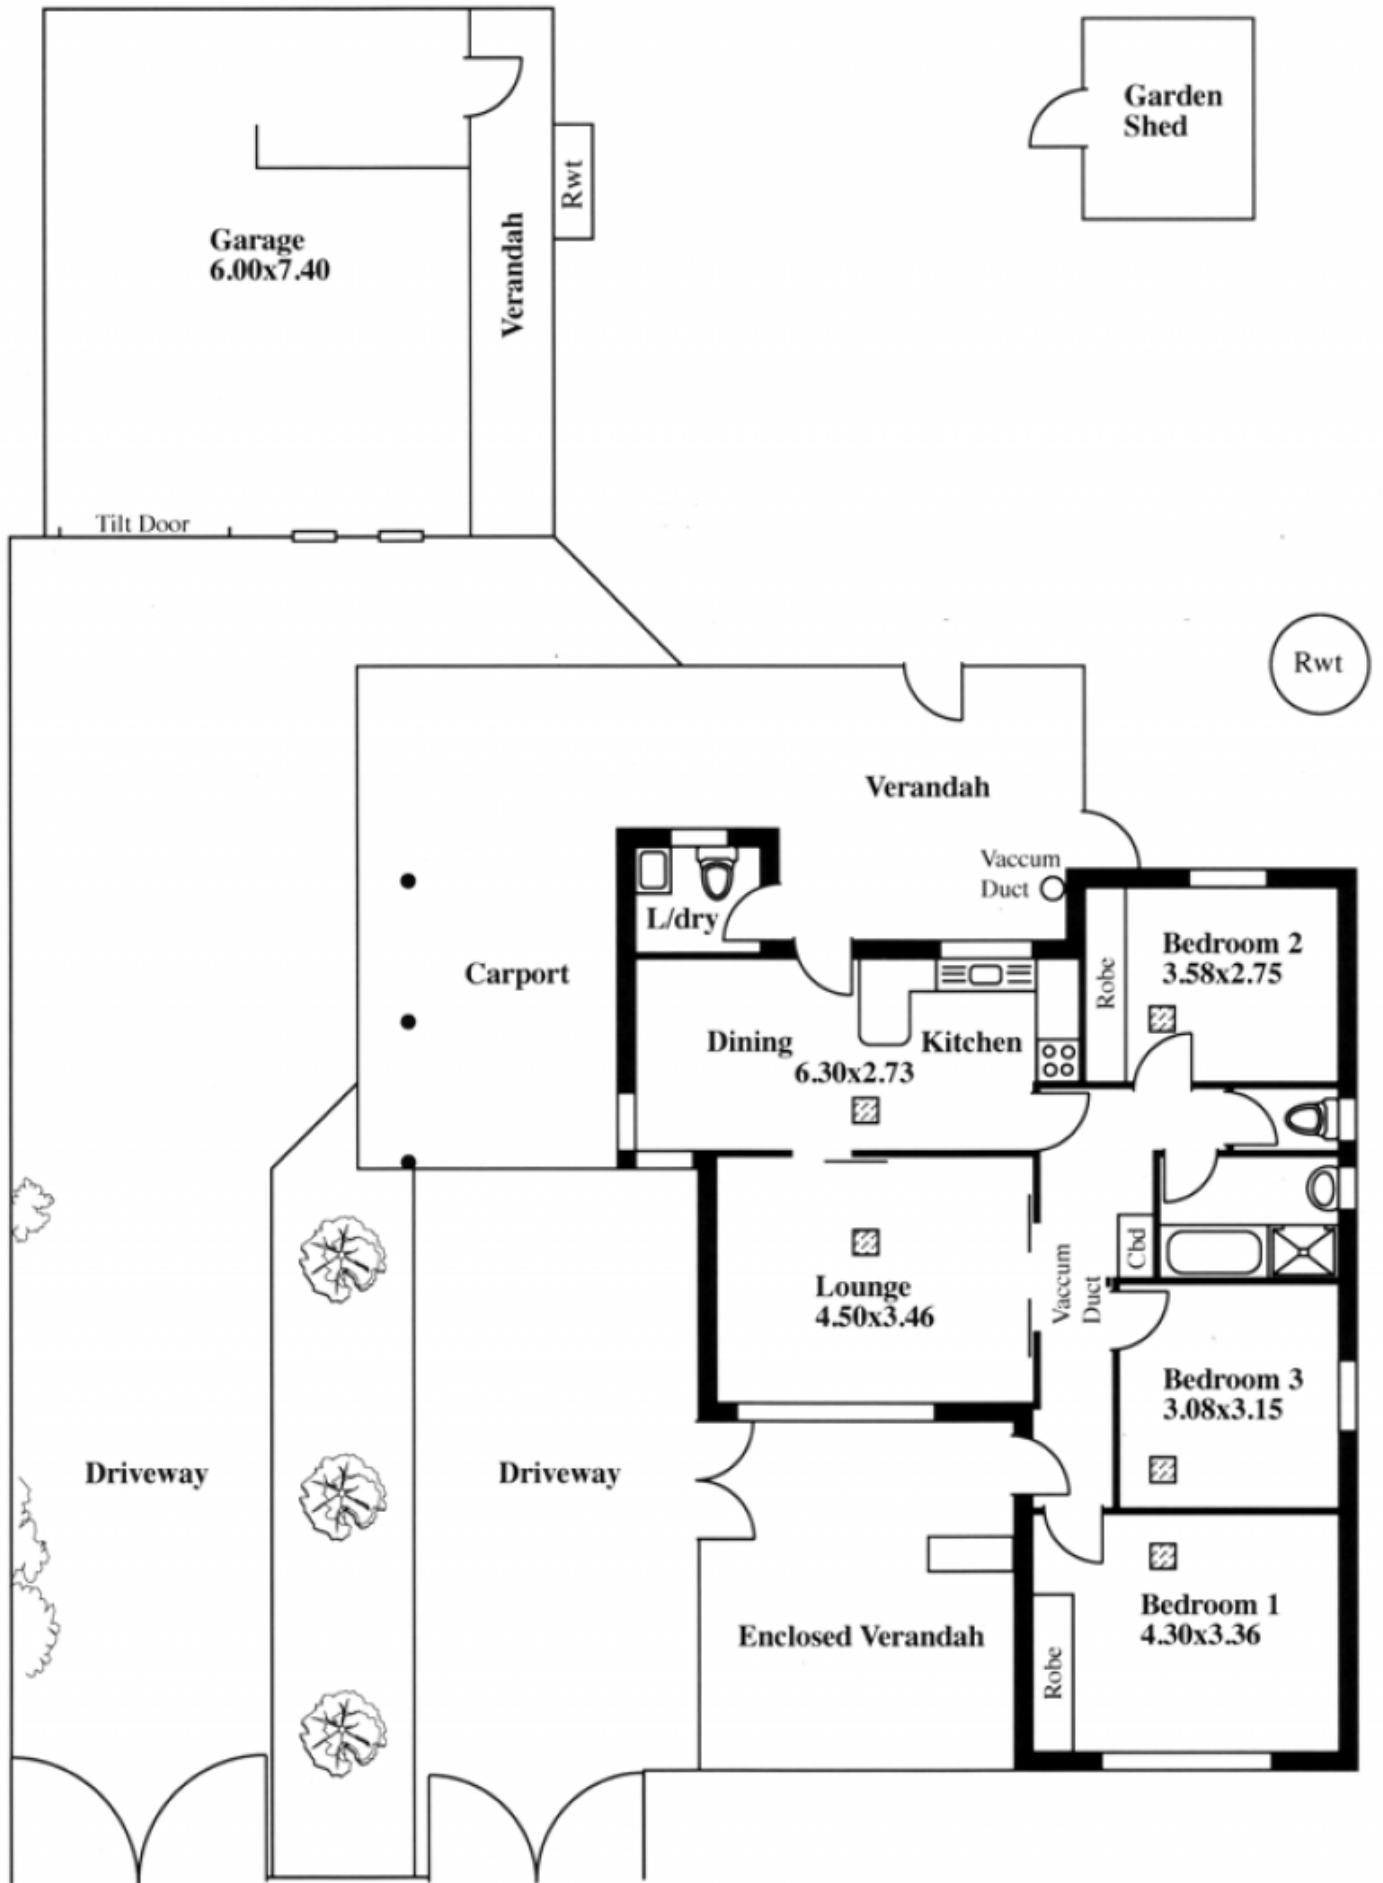 Garden
Shed
Rwt
Verandah
Garage
6.00x7.40
Tilt Door
Rwt
Verandah
Vaccum
Duct
L/dry
Bedroom 2
3.58x2.75
Robe
Carport
Dining
Kitchen
6.30x2.73
Cbd
Vaccum
Duct
Lounge
4.50x3.46
Bedroom 3
3.08x3.15
Driveway
Driveway
Bedroom 1
4.30x3.36
Enclosed Verandah
Robe